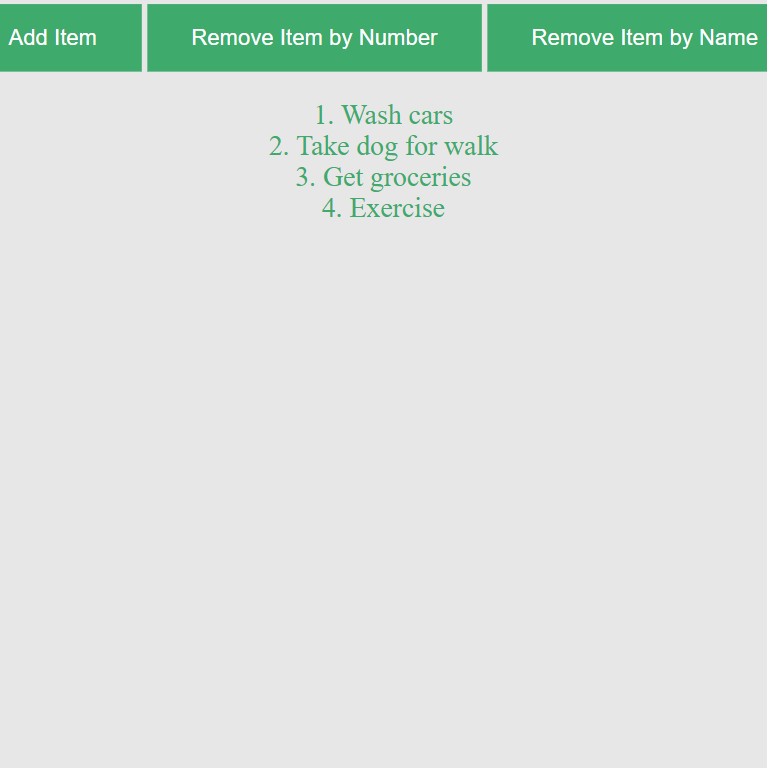 Add Item
Remove Item by Number
Remove Item by Name
1. Wash cars
2. Take dog for walk
3. Get groceries
4. Exercise